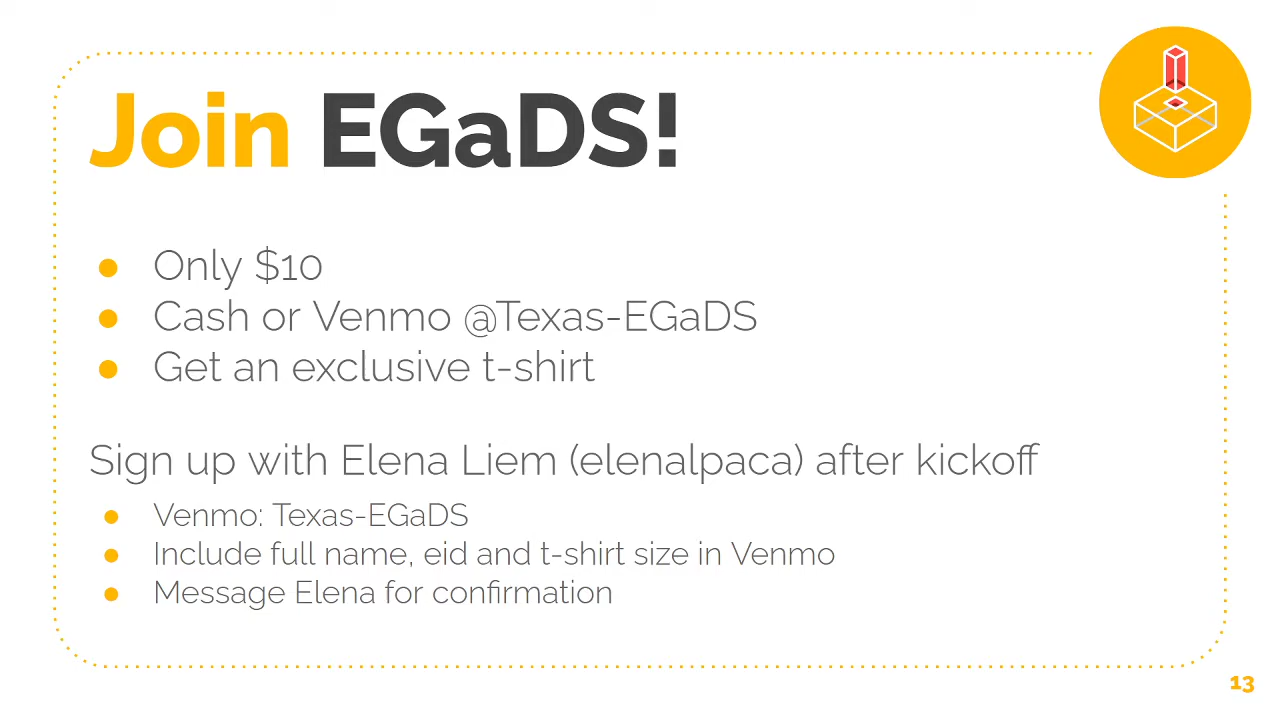 Join EGaDS!
● Only $10
● Cash or Venmo @Texas-EGaDS
● Get an exclusive t-shirt
Sign up with Elena Liem (elenalpaca) after kickoff
● Venmo: Texas-EGaDS
● Include full name, eid and t-shirt size in Venmo
● Message Elena for confirmation
13